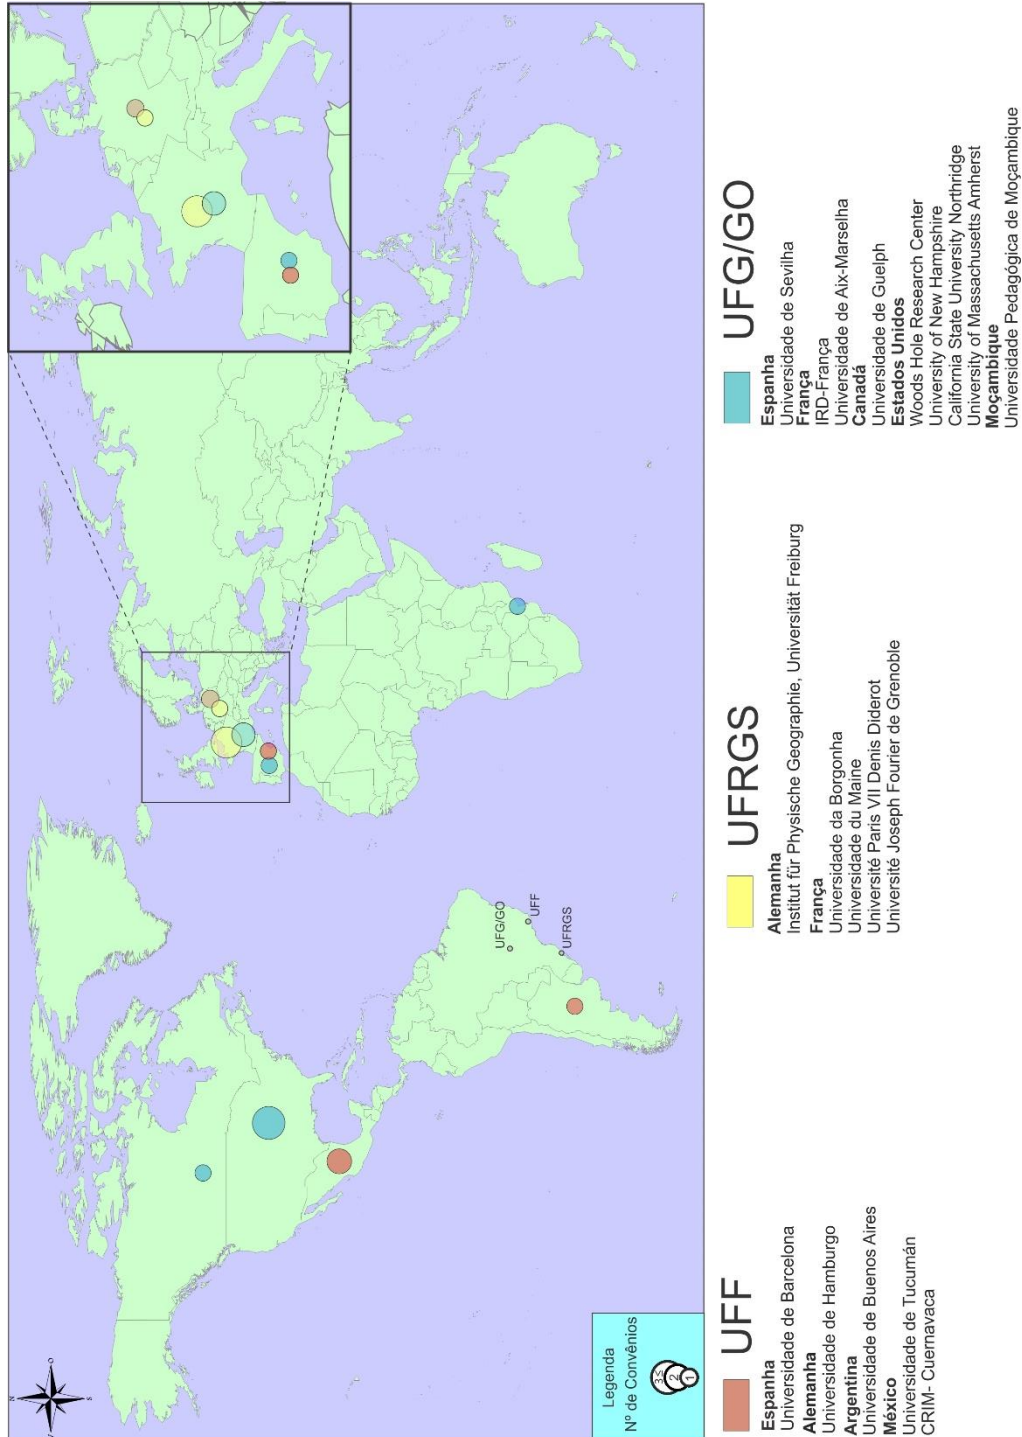 N
O
S
UFG/GO
UFF
UFRGS
Legenda
Nº de Convênios
3≤
2
1
UFF
Espanha
Universidade de Barcelona
Alemanha
Universidade de Hamburgo
Argentina
Universidade de Buenos Aires
México
Universidade de Tucumán
CRIM- Cuernavaca
UFRGS
Alemanha
Institut für Physische Geographie, Universität Freiburg
França
Universidade da Borgonha
Universidade du Maine
Université Paris VII Denis Diderot
Université Joseph Fourier de Grenoble
UFG/GO
Espanha
Universidade de Sevilha
França
IRD-França
Universidade de Aix-Marselha
Canadá
Universidade de Guelph
Estados Unidos
Woods Hole Research Center
University of New Hampshire
California State University Northridge
University of Massachusetts Amherst
Moçambique
Universidade Pedagógica de Moçambique